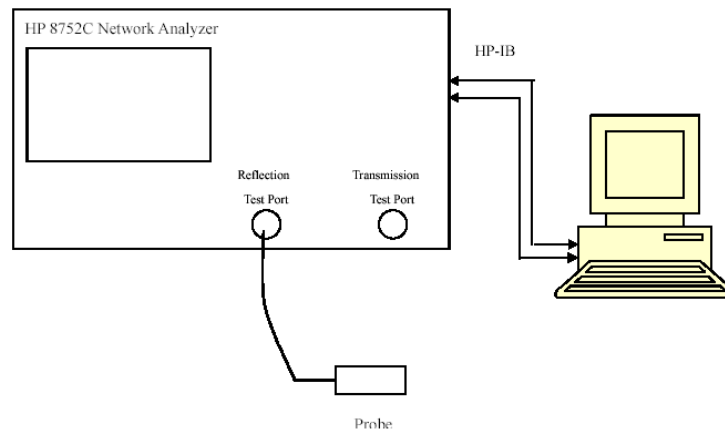 HP 8752C Network Analyzer
HP-IB
Reflection
Test Port
Transmission
Test Port
Probe